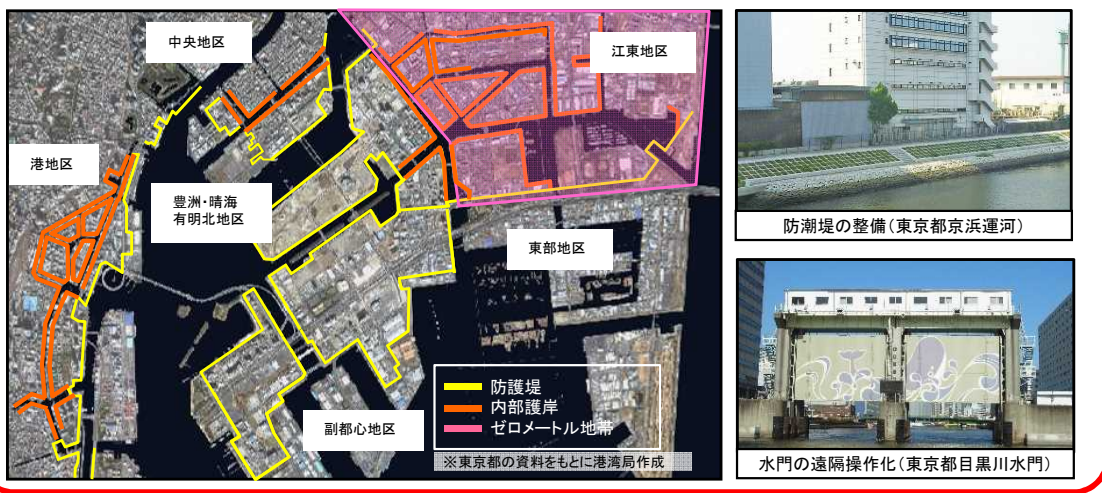 中央地区
江東地区
港地区
豊洲・晴海
有明北地区
東部地区
副都心地区
防護堤
内部護岸
ゼロメートル地帯
※東京都の資料をもとに港湾局作成
防潮堤の整備(東京都京浜運河)
水門の遠隔操作化(東京都目黒川水門)